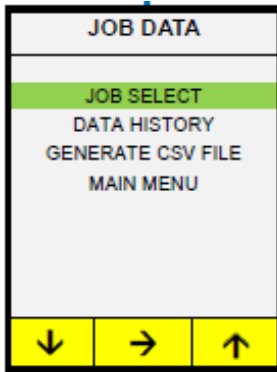 JOB DATA
JOB SELECT
DATA HISTORY
GENERATE CSV FILE
MAIN MENU
↓ → ↑